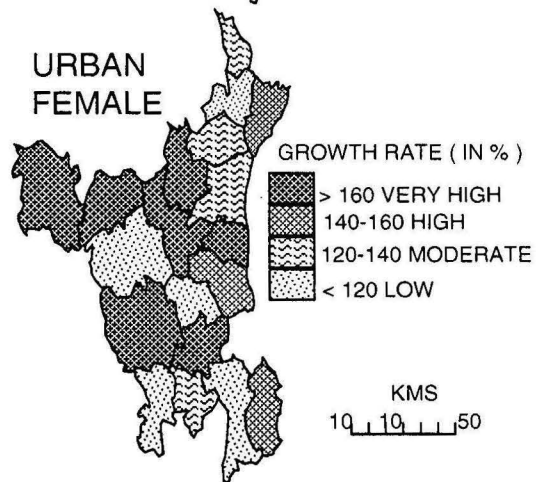 URBAN
FEMALE
GROWTH RATE ( IN % )
> 160 VERY HIGH
140-160 HIGH
120-140 MODERATE
< 120 LOW
KMS
10 10 50